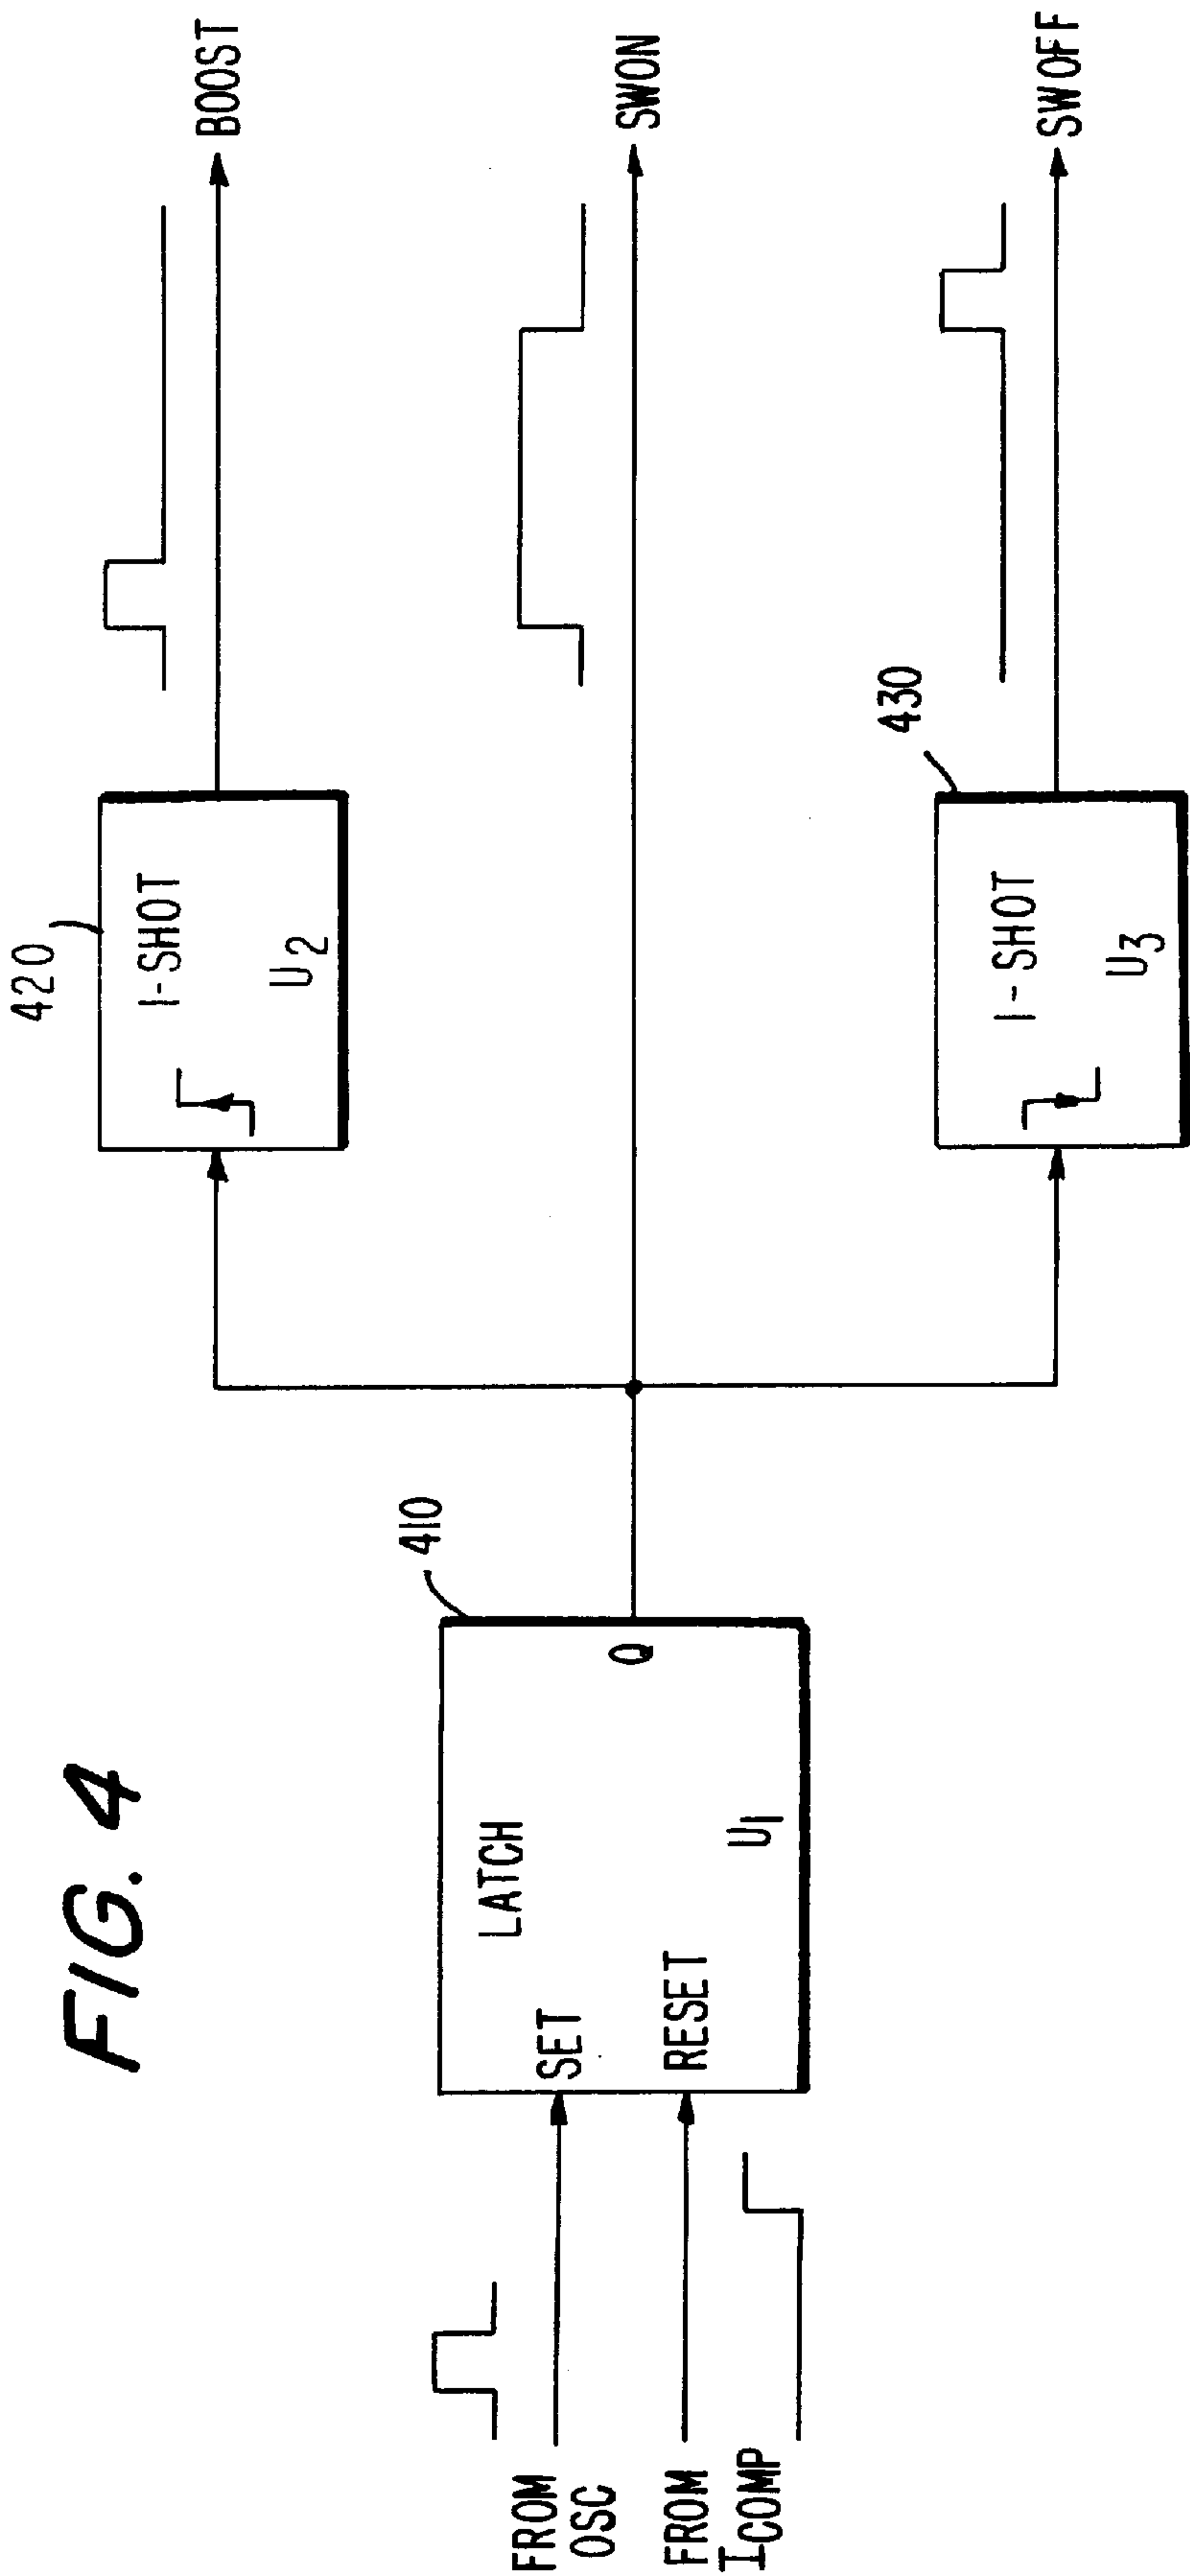 FIG. 4
FROM
OSC
FROM
ICOMP
LATCH
SET
RESET
Q
U1
410
420
1-SHOT
U2
430
1-SHOT
U3
BOOST
SWON
SWOFF